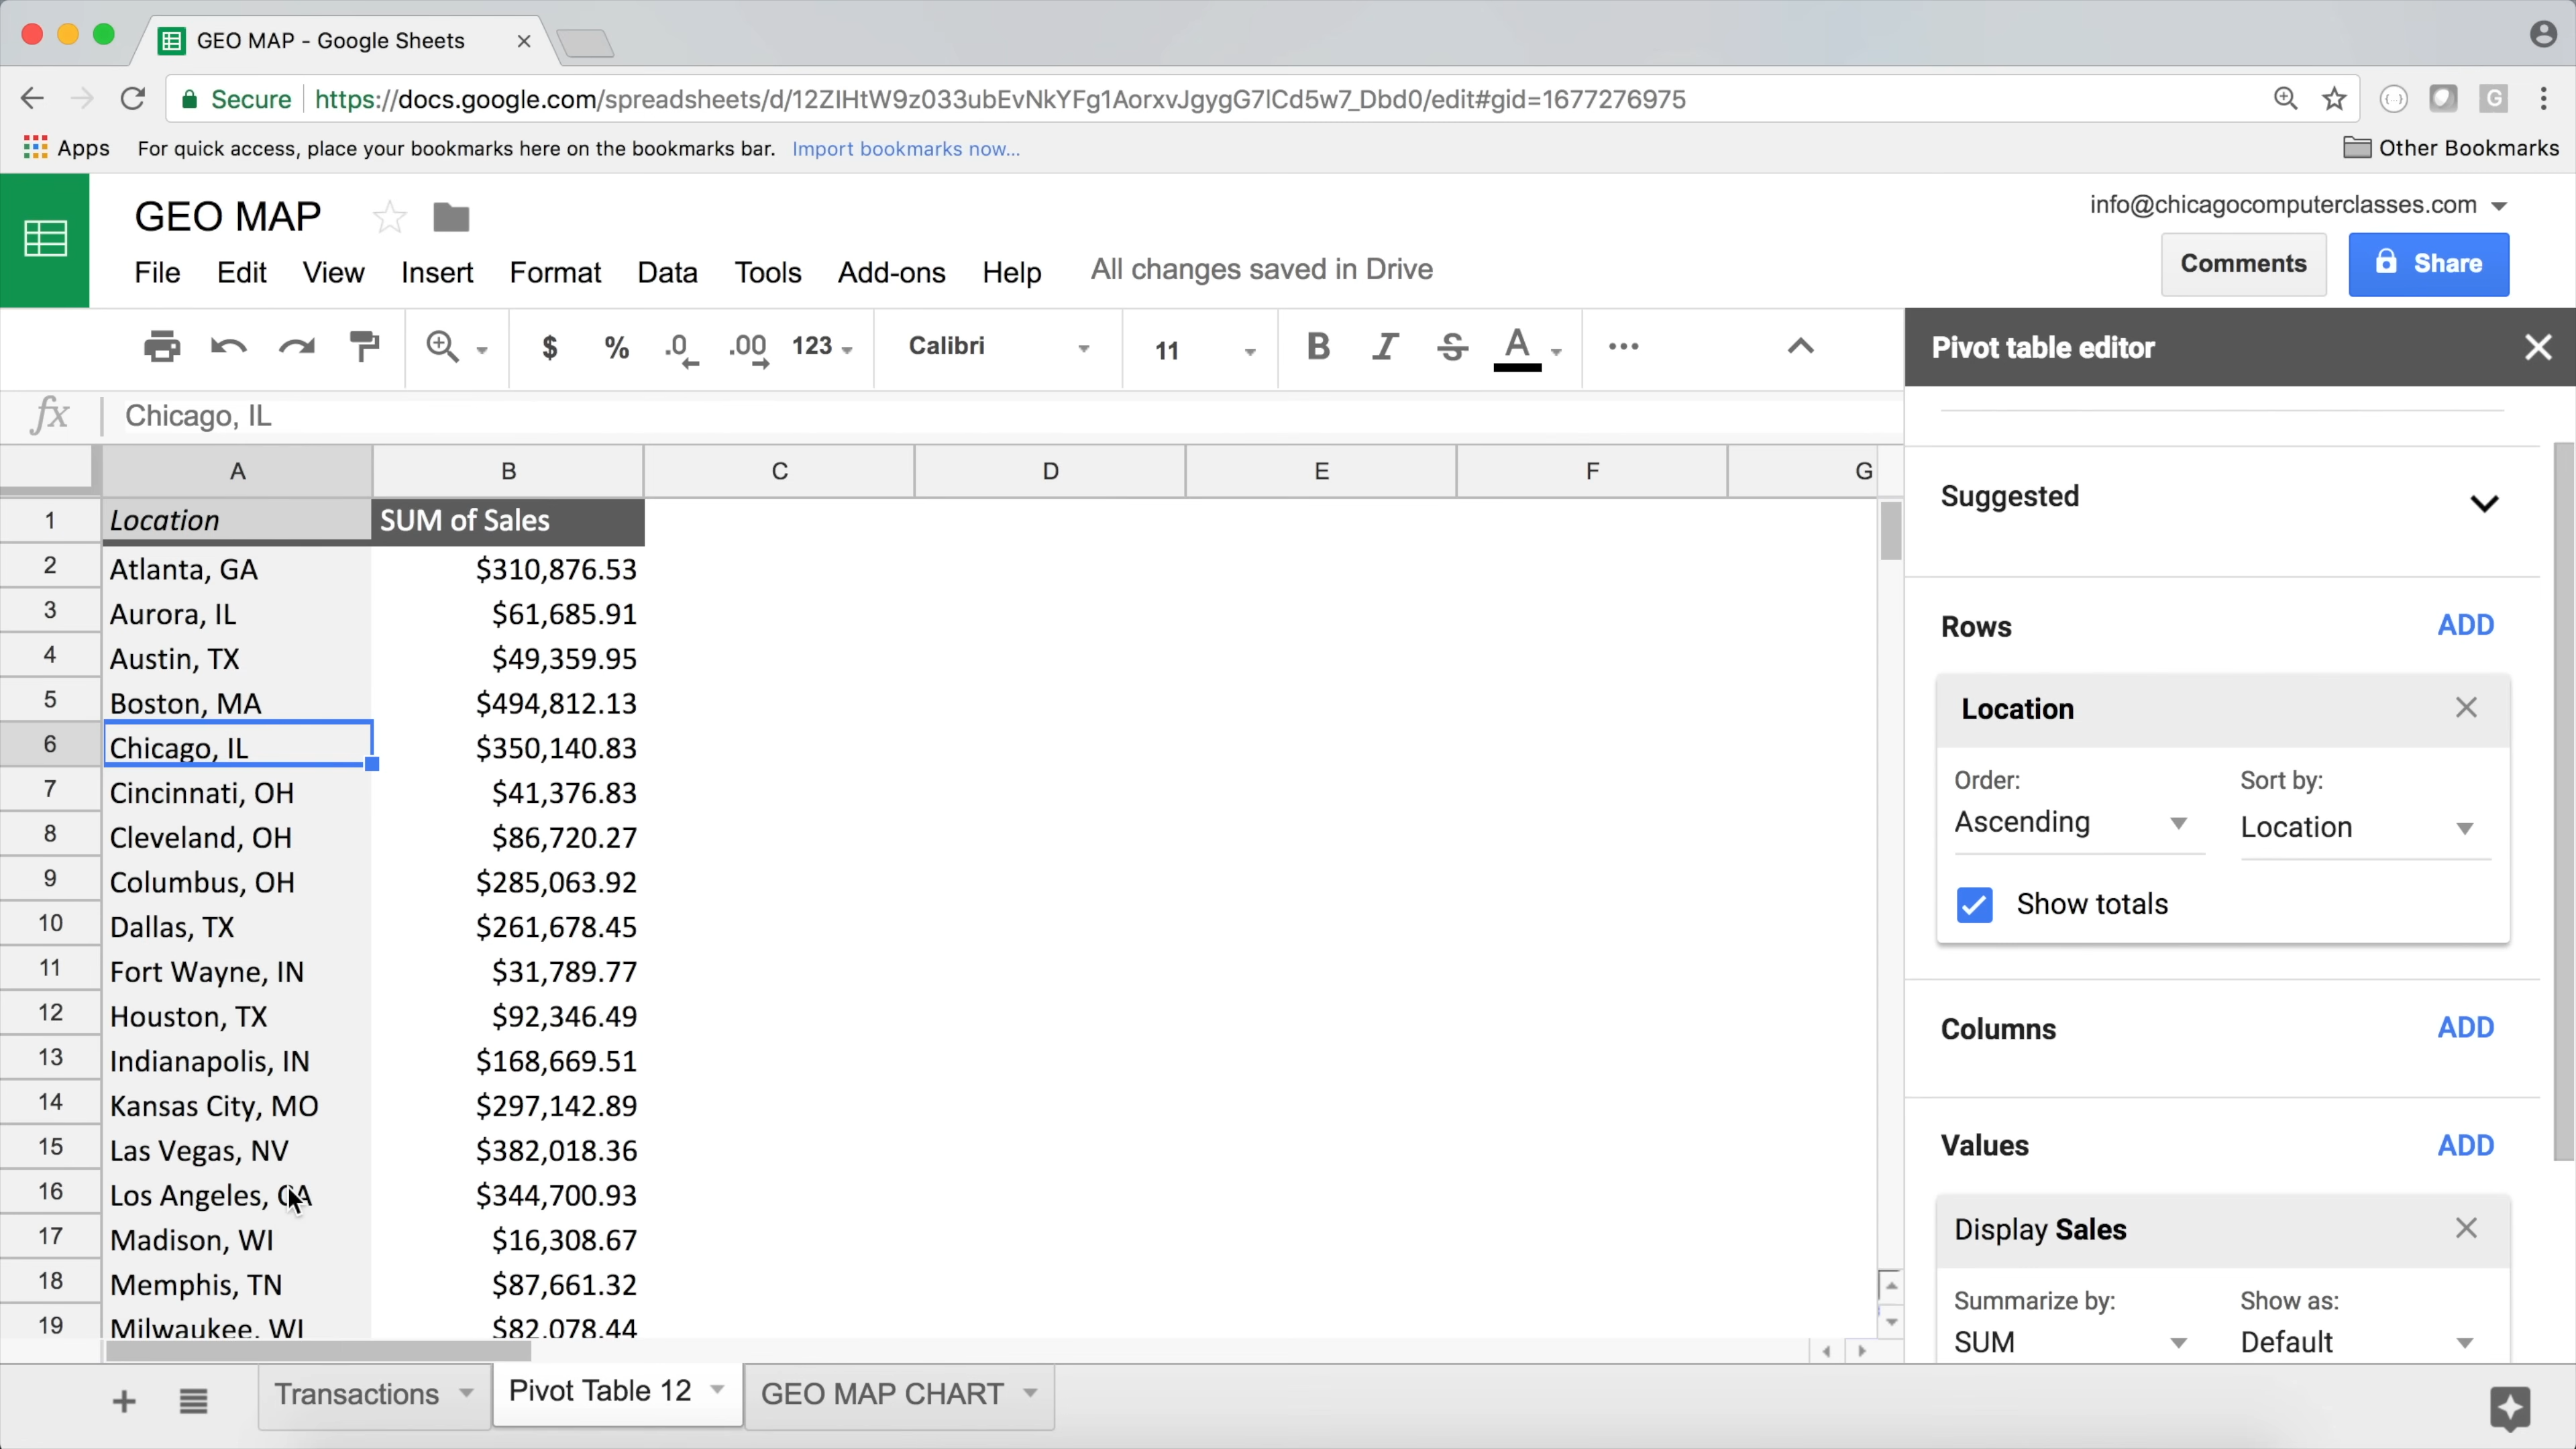 GEO MAP - Google Sheets
Secure https://docs.google.com/spreadsheets/d/12ZIHtW9z033ubEvNkYFg1AorxvJgygG7ICd5w7_Dbd0/edit#gid=1677276975
G
Apps For quick access, place your bookmarks here on the bookmarks bar. Import bookmarks now... Other Bookmarks
GEO MAP
info@chicagocomputerclasses.com
File Edit View Insert Format Data Tools Add-ons Help All changes saved in Drive
Comments Share
$ % .0 .00 123 Calibri 11 B I S A
Pivot table editor
fx Chicago, IL
A B C D E F G
1 Location SUM of Sales
2 Atlanta, GA $310,876.53
3 Aurora, IL $61,685.91
4 Austin, TX $49,359.95
5 Boston, MA $494,812.13
6 Chicago, IL $350,140.83
7 Cincinnati, OH $41,376.83
8 Cleveland, OH $86,720.27
9 Columbus, OH $285,063.92
10 Dallas, TX $261,678.45
11 Fort Wayne, IN $31,789.77
12 Houston, TX $92,346.49
13 Indianapolis, IN $168,669.51
14 Kansas City, MO $297,142.89
15 Las Vegas, NV $382,018.36
16 Los Angeles, CA $344,700.93
17 Madison, WI $16,308.67
18 Memphis, TN $87,661.32
19 Milwaukee, WI $82,078.44
Suggested
Rows ADD
Location
Order: Sort by:
Ascending Location
Show totals
Columns ADD
Values ADD
Display Sales
Summarize by: Show as:
SUM Default
Transactions Pivot Table 12 GEO MAP CHART